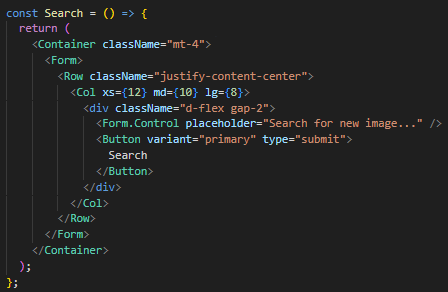 const Search = () => {
  return (
    <Container className="mt-4">
      <Form>
        <Row className="justify-content-center">
          <Col xs={12} md={10} lg={8}>
            <div className="d-flex gap-2">
              <Form.Control placeholder="Search for new image..." />
              <Button variant="primary" type="submit">
                Search
              </Button>
            </div>
          </Col>
        </Row>
      </Form>
    </Container>
  );
};